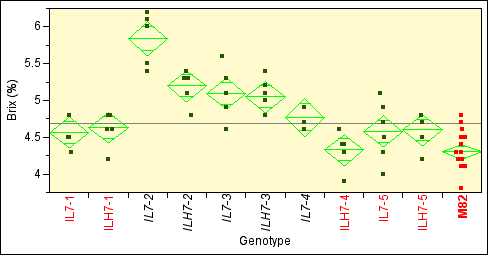 Brix (%)
6
5.5
5
4.5
4
IL7-1
ILH7-1
IL7-2
ILH7-2
IL7-3
ILH7-3
IL7-4
ILH7-4
IL7-5
ILH7-5
M82
Genotype